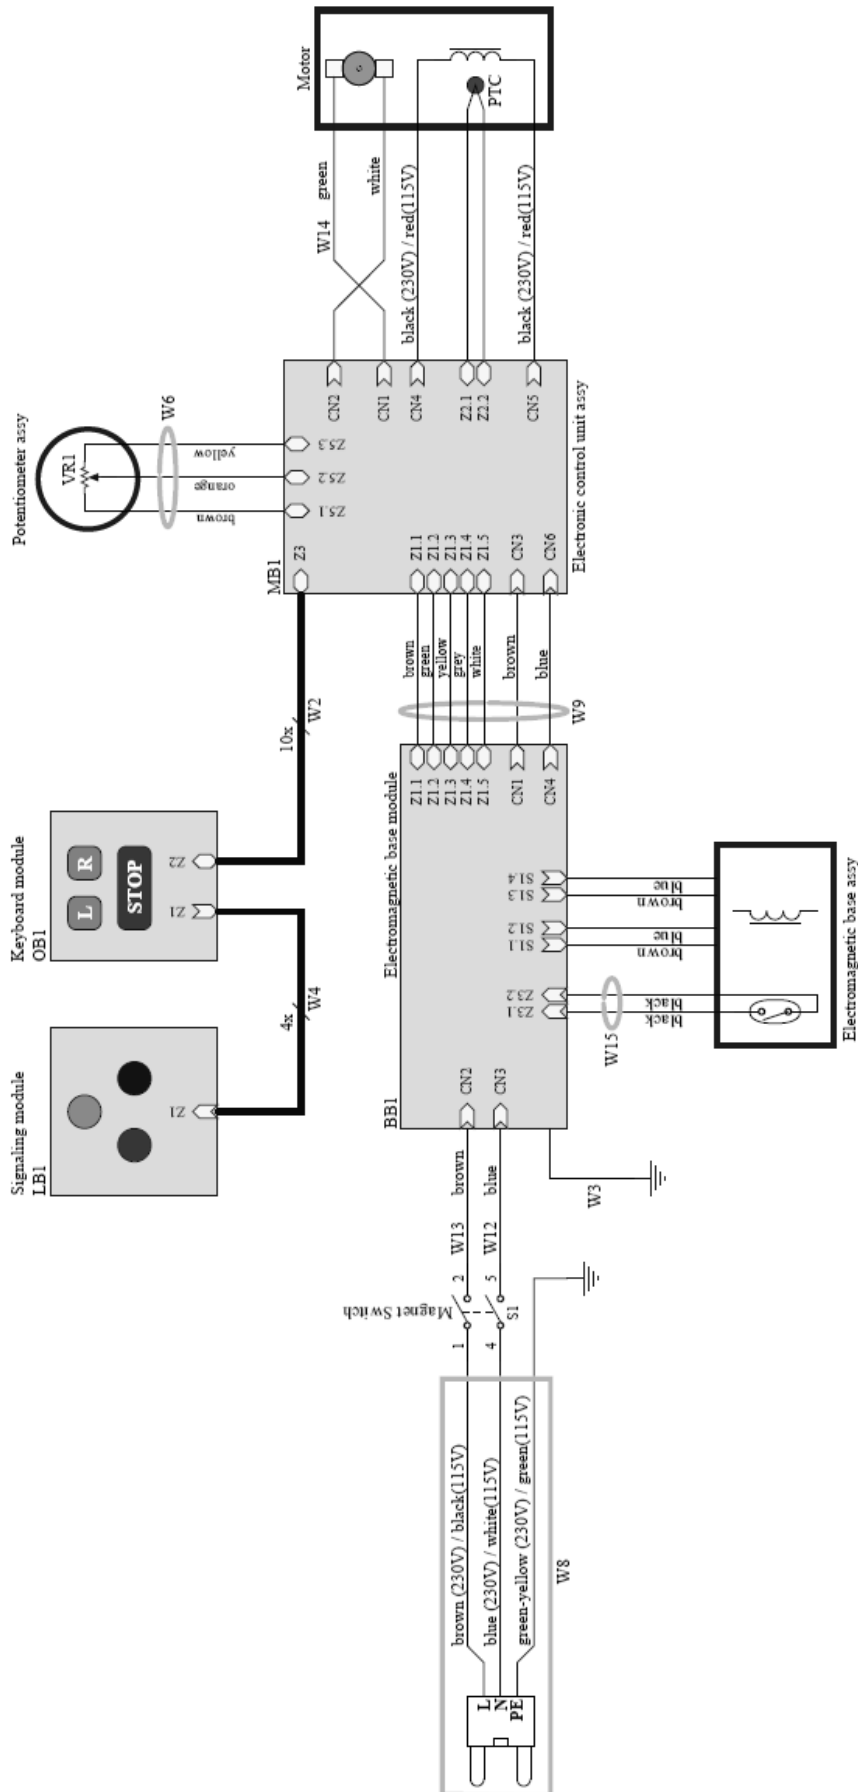 Signaling module
LB1
Z1
4x
W4
Keyboard module
OB1
L
R
STOP
Z1
Z2
10x
W2
Potentiometer assy
VR1
W6
brown
orange
yellow
MB1
Z3
Z5.1
Z5.2
Z5.3
Z1.1
Z1.2
Z1.3
Z1.4
Z1.5
CN3
CN6
CN2
CN1
CN4
Z2.1
Z2.2
CN5
Electronic control unit assy
Motor
green
white
W14
black (230V) / red(115V)
PTC
black (230V) / red(115V)
Electromagnetic base module
BB1
CN2
CN3
Z3.1
Z3.2
S1.1
S1.2
S1.3
S1.4
Z1.1
Z1.2
Z1.3
Z1.4
Z1.5
CN1
CN4
brown
green
yellow
grey
white
brown
blue
W9
black
black
brown
blue
brown
blue
W15
Electromagnetic base assy
W13
brown
W12
blue
W3
Magnet Switch
1
2
4
5
S1
brown (230V) / black(115V)
blue (230V) / white(115V)
green-yellow (230V) / green(115V)
L
N
PE
W8